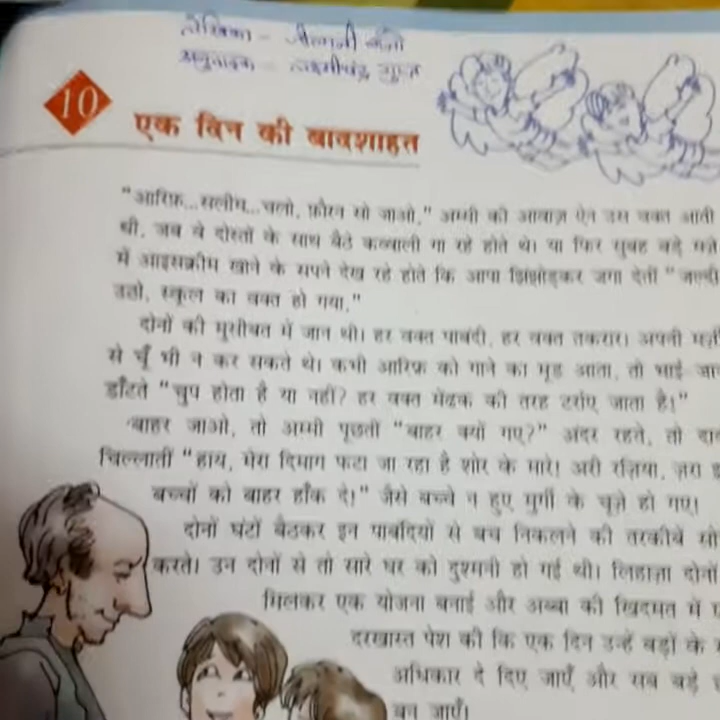 लेखिका - जीलानी बानो
अनुवादक - लक्ष्मीचंद्र गुप्त
10
एक दिन की बादशाहत
"आरिफ़...सलीम...चलो, फ़ौरन सो जाओ," अम्मी की आवाज़ ऐन उस वक्त आती
थी, जब वे दोस्तों के साथ बैठे कव्वाली गा रहे होते थे। या फिर सुबह बड़े मज़े
में आइसक्रीम खाने के सपने देख रहे होते कि आपा झिंझोड़कर जगा देतीं "जल्दी
उठो, स्कूल का वक्त हो गया,"
दोनों की मुसीबत में जान थी। हर वक्त पाबंदी, हर वक्त तकरार। अपनी मर्ज़ी
से चूँ भी न कर सकते थे। कभी आरिफ़ को गाने का मूड आता, तो भाई
डाँटते "चुप होता है या नहीं? हर वक्त मेंढक की तरह टर्राए जाता है।"
बाहर जाओ, तो अम्मी पूछतीं "बाहर क्यों गए?" अंदर रहते, तो
चिल्लातीं "हाय, मेरा दिमाग फटा जा रहा है शोर के मारे! अरी रज़िया, ज़रा
बच्चों को बाहर हाँक दे!" जैसे बच्चे न हुए मुर्गी के चूज़े हो गए।
दोनों घंटों बैठकर इन पाबंदियों से बच निकलने की तरकीबें
करते। उन दोनों से तो सारे घर को दुश्मनी हो गई थी। लिहाज़ा दोनों
मिलकर एक योजना बनाई और अब्बा की खिदमत में
दरखास्त पेश की कि एक दिन उन्हें बड़ों के
अधिकार दे दिए जाएँ और सब बड़े
बन जाएँ।